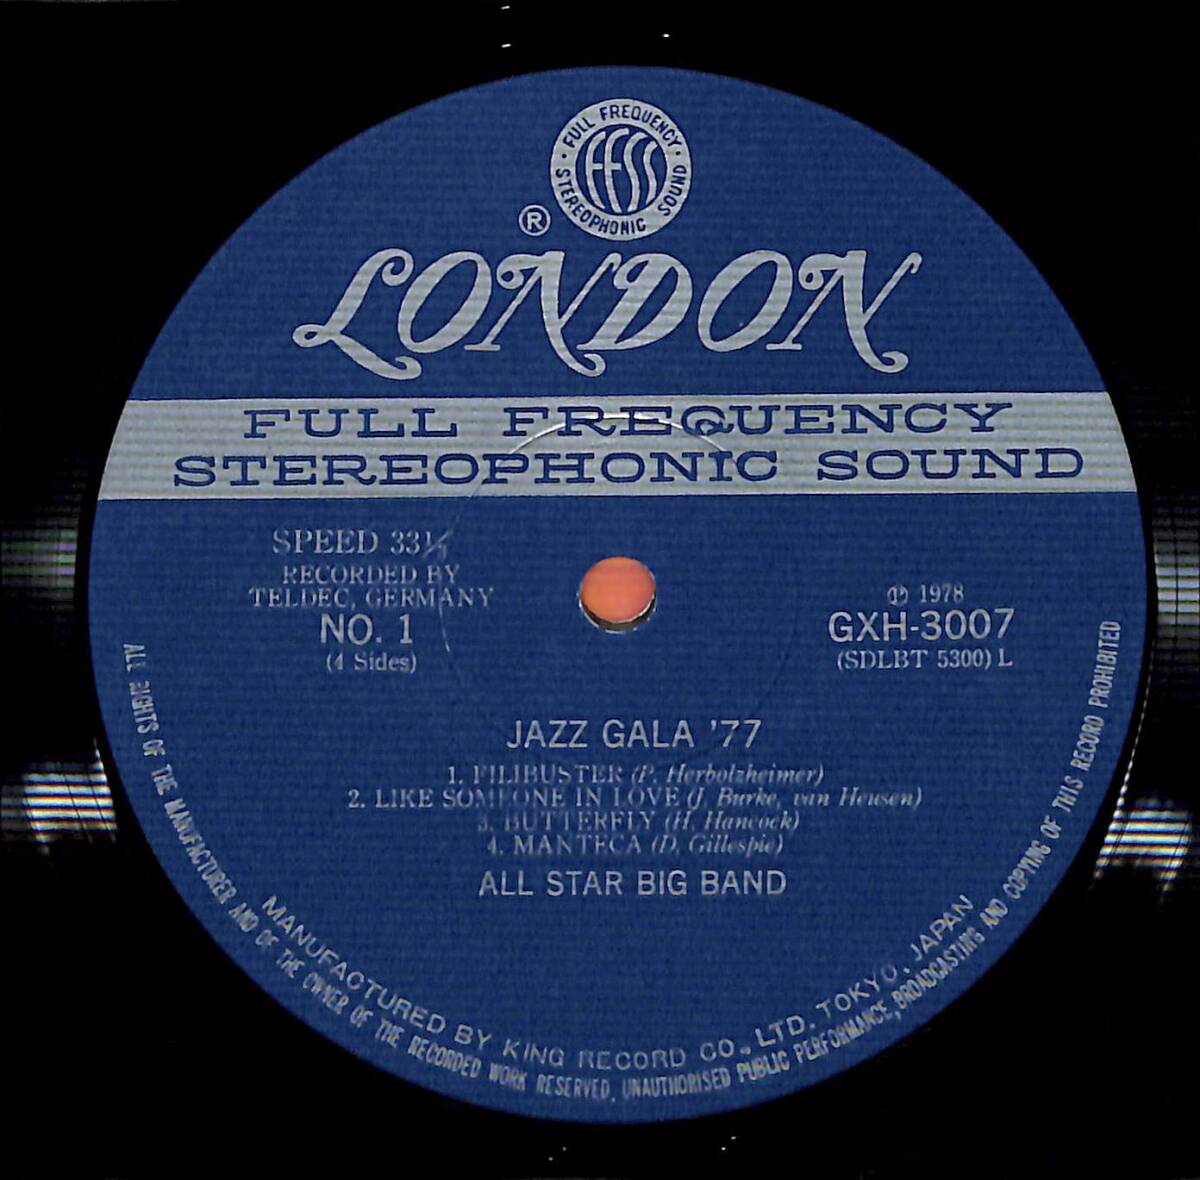 FULL FREQUENCY
FFSS
STEREOPHONIC SOUND
®
LONDON
FULL FREQUENCY
STEREOPHONIC SOUND
SPEED 33⅓
RECORDED BY
TELDEC, GERMANY
NO. 1
(4 Sides)
Ⓟ 1978
GXH-3007
(SDLBT 5300) L
JAZZ GALA '77
1. FILIBUSTER (P. Herbolzheimer)
2. LIKE SOMEONE IN LOVE (J. Burke, van Heusen)
3. BUTTERFLY (H. Hancock)
4. MANTECA (D. Gillespie)
ALL STAR BIG BAND
MANUFACTURED BY KING RECORD CO., LTD. TOKYO, JAPAN
ALL RIGHTS OF THE MANUFACTURER AND OF THE OWNER OF THE RECORDED WORK RESERVED, UNAUTHORISED PUBLIC PERFORMANCE, BROADCASTING AND COPYING OF THIS RECORD PROHIBITED